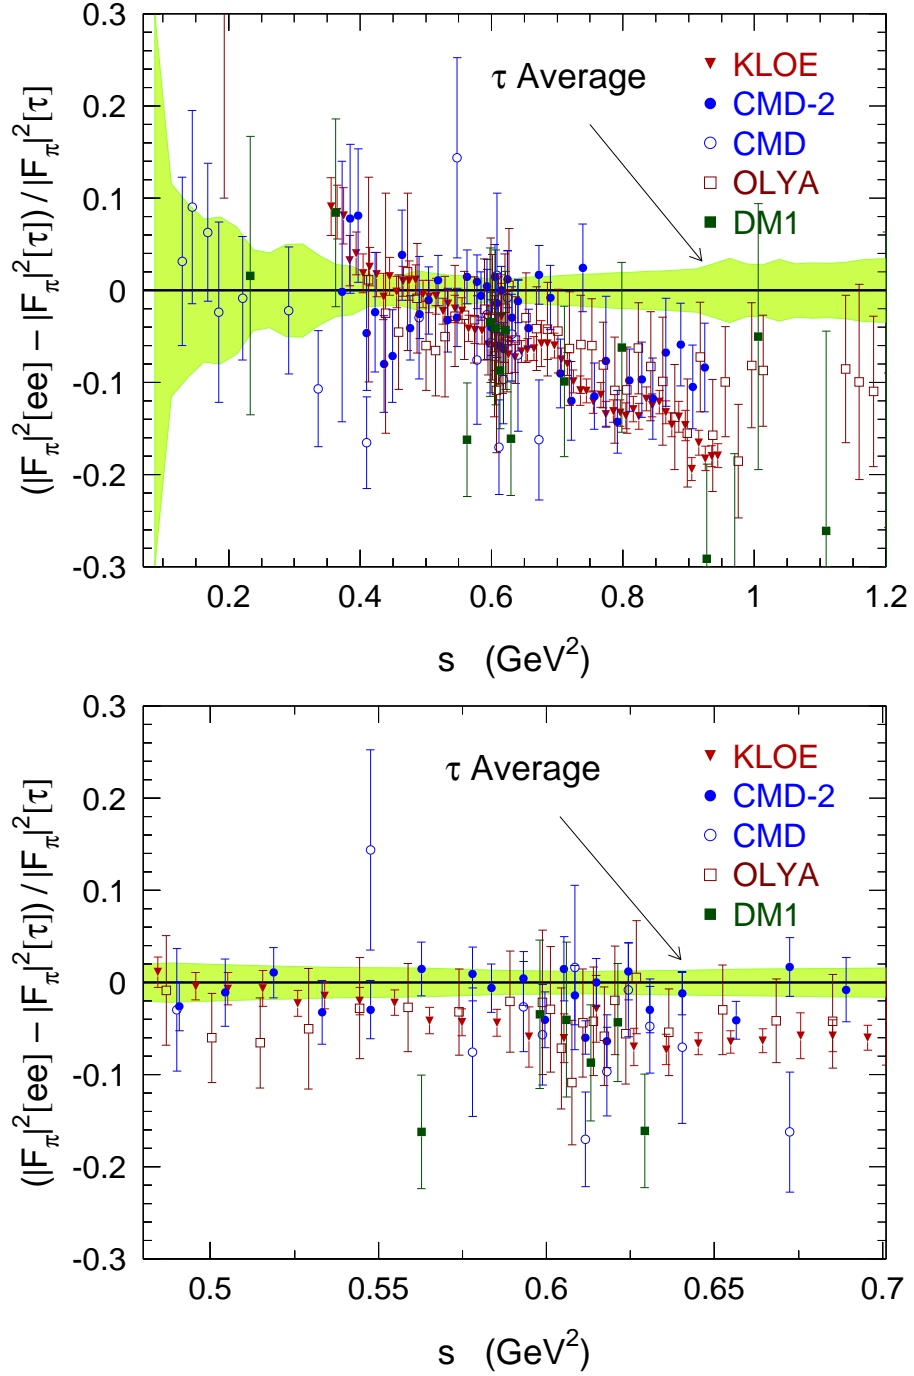 (|Fπ|²[ee] − |Fπ|²[τ]) / |Fπ|²[τ]
0.3
0.2
0.1
0
-0.1
-0.2
-0.3
τ Average
KLOE
CMD-2
CMD
OLYA
DM1
0.2 0.4 0.6 0.8 1 1.2
s (GeV²)
(|Fπ|²[ee] − |Fπ|²[τ]) / |Fπ|²[τ]
0.3
0.2
0.1
0
-0.1
-0.2
-0.3
τ Average
KLOE
CMD-2
CMD
OLYA
DM1
0.5 0.55 0.6 0.65 0.7
s (GeV²)